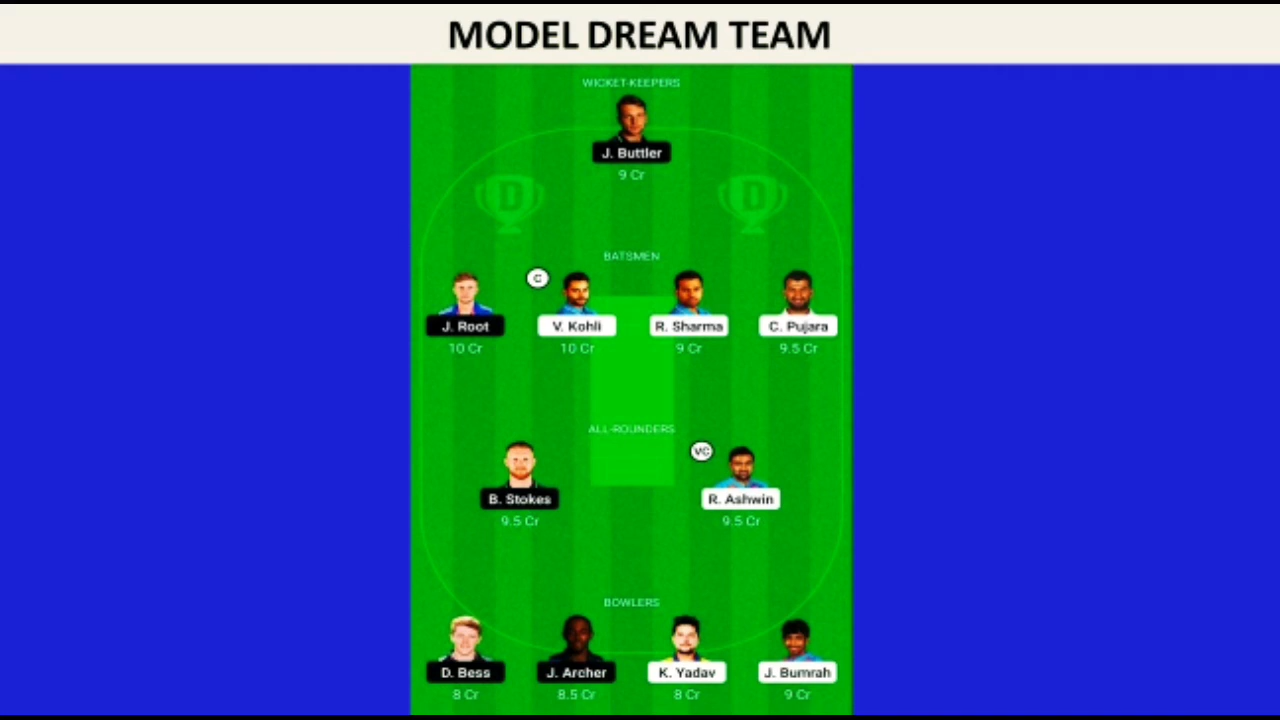 MODEL DREAM TEAM
WICKET-KEEPERS
J. Buttler
9 Cr
D D
BATSMEN
C
J. Root V. Kohli R. Sharma C. Pujara
10 Cr 10 Cr 9 Cr 9.5 Cr
ALL-ROUNDERS
VC
B. Stokes R. Ashwin
9.5 Cr 9.5 Cr
BOWLERS
D. Bess J. Archer K. Yadav J. Bumrah
8 Cr 8.5 Cr 8 Cr 9 Cr